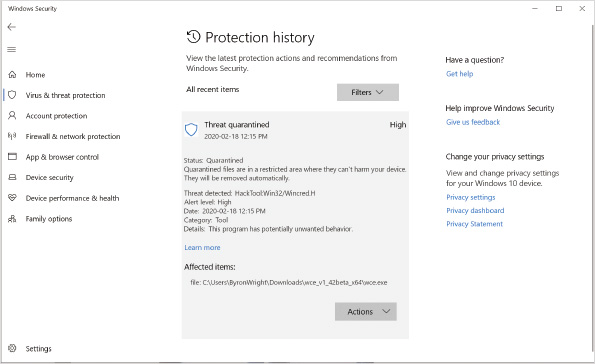 Windows Security
Home
Virus & threat protection
Account protection
Firewall & network protection
App & browser control
Device security
Device performance & health
Family options
Settings
Protection history
View the latest protection actions and recommendations from
Windows Security.
All recent items
Filters
Threat quarantined
High
2020-02-18 12:15 PM
Status: Quarantined
Quarantined files are in a restricted area where they can't harm your device.
They will be removed automatically.
Threat detected: HackTool:Win32/Wincred.H
Alert level: High
Date: 2020-02-18 12:15 PM
Category: Tool
Details: This program has potentially unwanted behavior.
Learn more
Affected items:
file: C:\Users\ByronWright\Downloads\wce_v1_42beta_x64\wce.exe
Actions
Have a question?
Get help
Help improve Windows Security
Give us feedback
Change your privacy settings
View and change privacy settings
for your Windows 10 device.
Privacy settings
Privacy dashboard
Privacy Statement